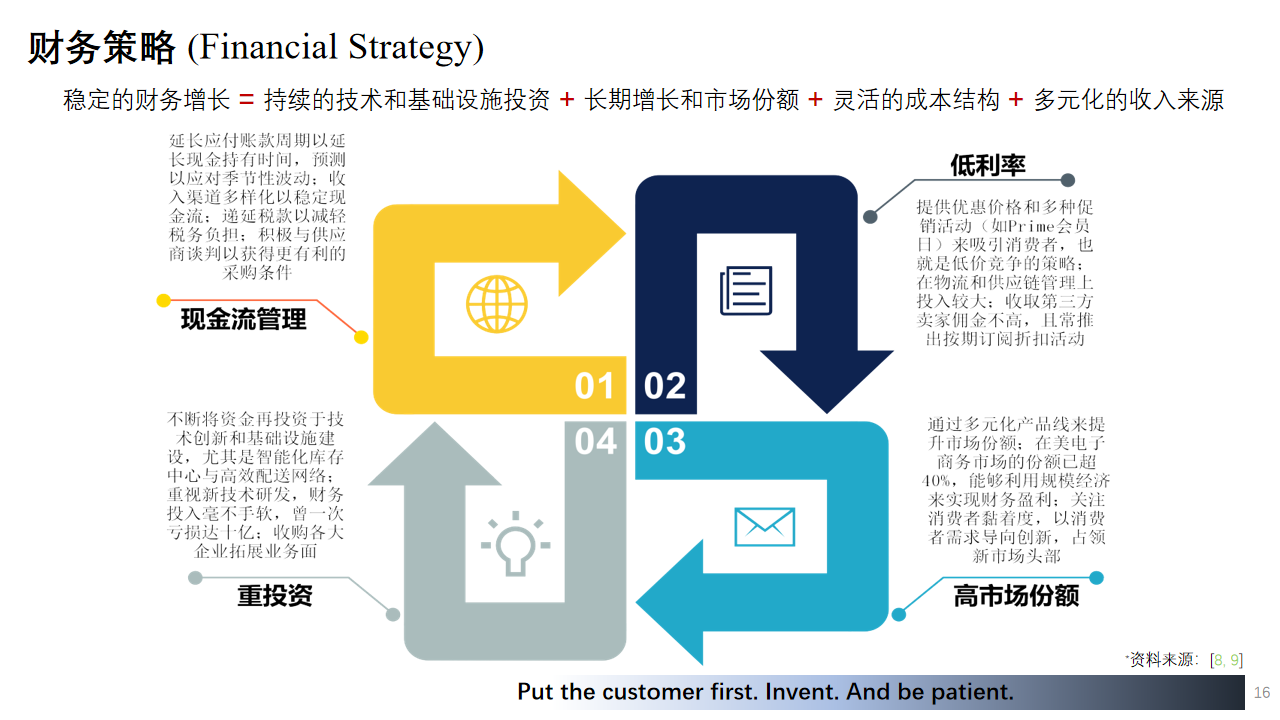 财务策略 (Financial Strategy)
稳定的财务增长 = 持续的技术和基础设施投资 + 长期增长和市场份额 + 灵活的成本结构 + 多元化的收入来源
延长应付账款周期以延
长现金持有时间，预测
以应对季节性波动；收
入渠道多样化以稳定现
金流；递延税款以减轻
税务负担；积极与供应
商谈判以获得更有利的
采购条件
现金流管理
01
02
低利率
提供优惠价格和多种促
销活动（如Prime会员
日）来吸引消费者，也
就是低价竞争的策略；
在物流和供应链管理上
投入较大；收取第三方
卖家佣金不高，且常推
出按期订阅折扣活动
不断将资金再投资于技
术创新和基础设施建
设，尤其是智能化库存
中心与高效配送网络；
重视新技术研发，财务
投入毫不手软，曾一次
亏损达十亿；收购各大
企业拓展业务面
重投资
04
03
通过多元化产品线来提
升市场份额；在美电子
商务市场的份额已超
40%，能够利用规模经济
来实现财务盈利；关注
消费者黏着度，以消费
者需求导向创新，占领
新市场头部
高市场份额
*资料来源：[8, 9]
Put the customer first. Invent. And be patient.
16